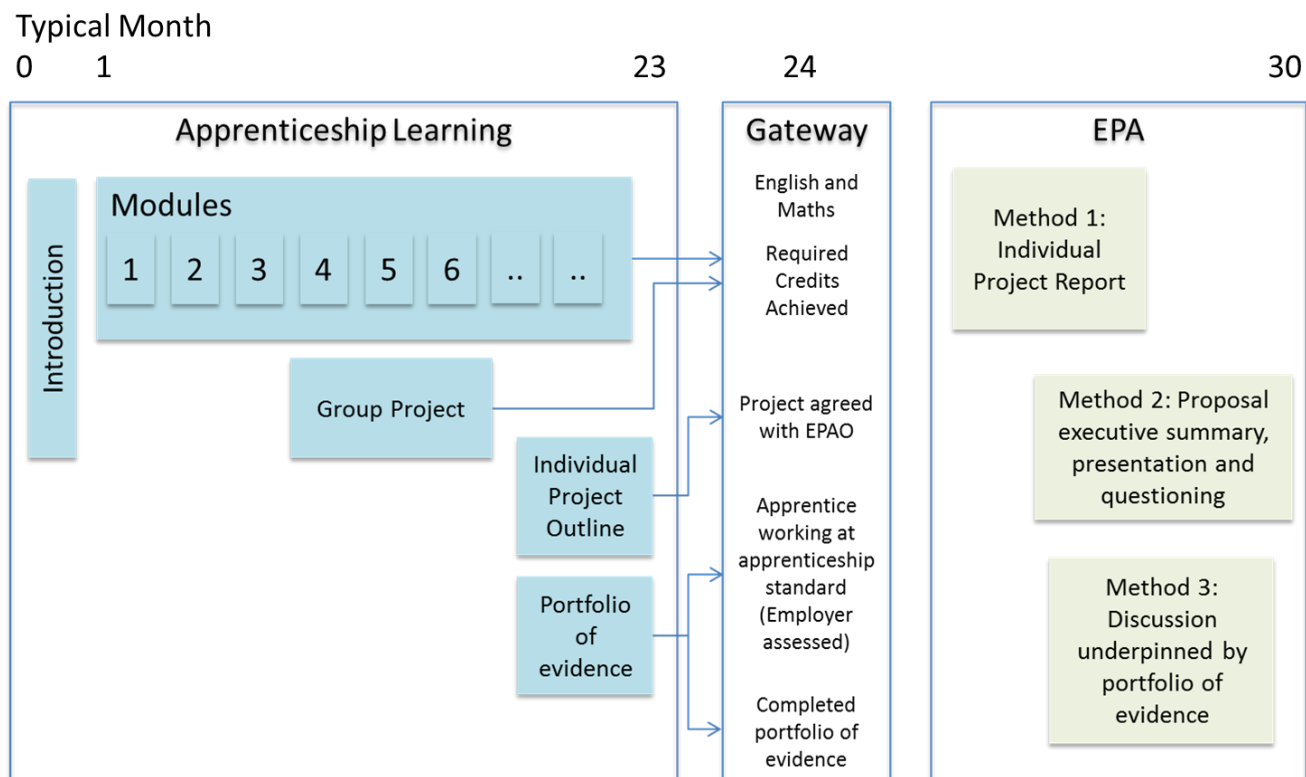 Typical Month
0 1 23 24 30
Apprenticeship Learning
Introduction
Modules
1 2 3 4 5 6 .. ..
Group Project
Individual
Project
Outline
Portfolio
of
evidence
Gateway
English and
Maths
Required
Credits
Achieved
Project agreed
with EPAO
Apprentice
working at
apprenticeship
standard
(Employer
assessed)
Completed
portfolio of
evidence
EPA
Method 1:
Individual
Project Report
Method 2: Proposal
executive summary,
presentation and
questioning
Method 3:
Discussion
underpinned by
portfolio of
evidence